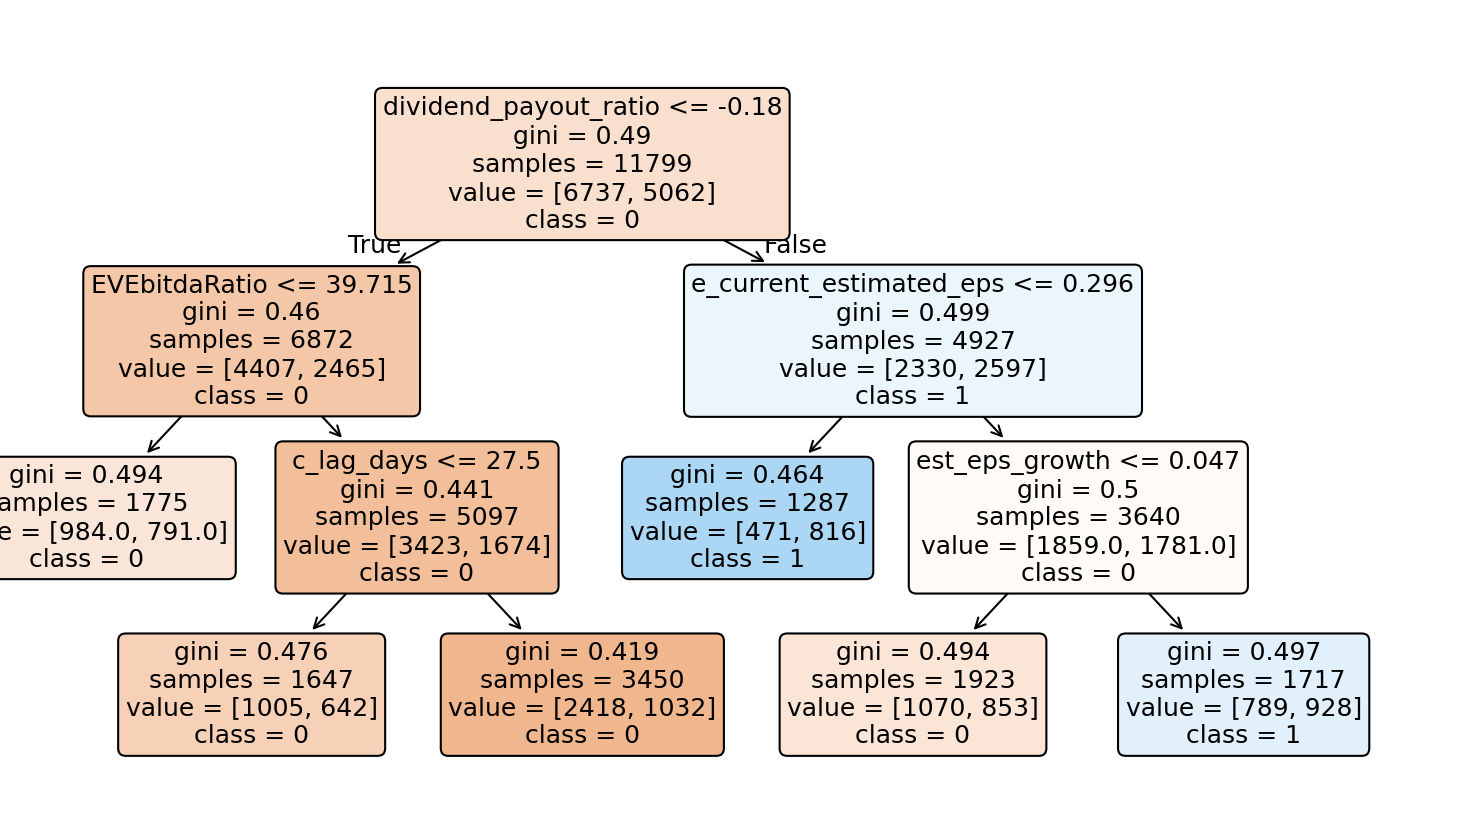 dividend_payout_ratio <= -0.18
gini = 0.49
samples = 11799
value = [6737, 5062]
class = 0
True
False
EVEbitdaRatio <= 39.715
gini = 0.46
samples = 6872
value = [4407, 2465]
class = 0
e_current_estimated_eps <= 0.296
gini = 0.499
samples = 4927
value = [2330, 2597]
class = 1
gini = 0.494
amples = 1775
e = [984.0, 791.0]
class = 0
c_lag_days <= 27.5
gini = 0.441
samples = 5097
value = [3423, 1674]
class = 0
gini = 0.464
samples = 1287
value = [471, 816]
class = 1
est_eps_growth <= 0.047
gini = 0.5
samples = 3640
value = [1859.0, 1781.0]
class = 0
gini = 0.476
samples = 1647
value = [1005, 642]
class = 0
gini = 0.419
samples = 3450
value = [2418, 1032]
class = 0
gini = 0.494
samples = 1923
value = [1070, 853]
class = 0
gini = 0.497
samples = 1717
value = [789, 928]
class = 1